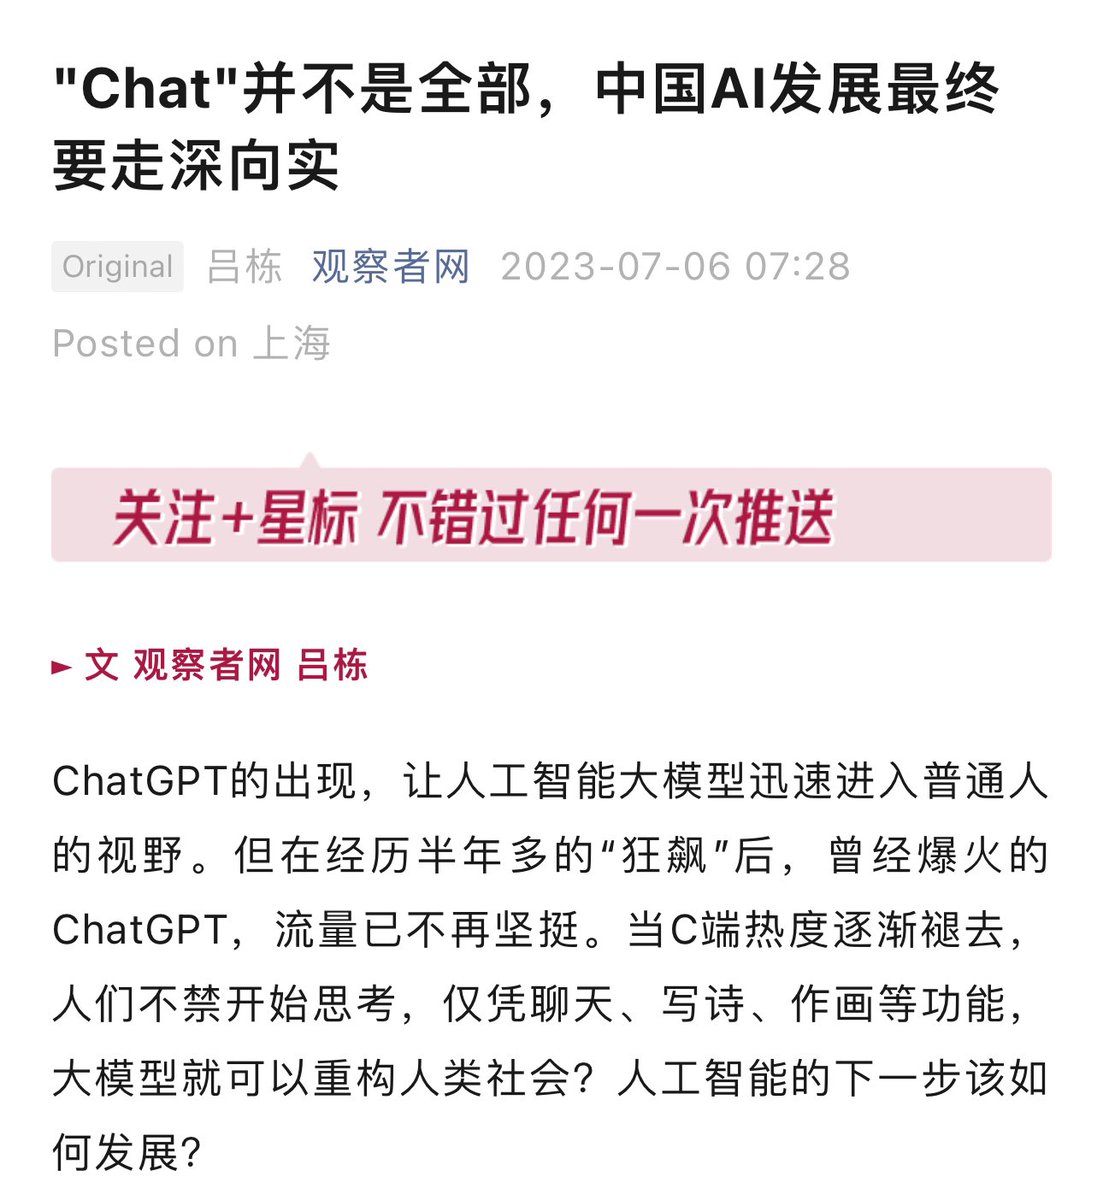 "Chat"并不是全部，中国AI发展最终
要走深向实
Original 吕栋 观察者网 2023-07-06 07:28
Posted on 上海
关注+星标 不错过任何一次推送
► 文 观察者网 吕栋
ChatGPT的出现，让人工智能大模型迅速进入普通人
的视野。但在经历半年多的“狂飙”后，曾经爆火的
ChatGPT，流量已不再坚挺。当C端热度逐渐褪去，
人们不禁开始思考，仅凭聊天、写诗、作画等功能，
大模型就可以重构人类社会？人工智能的下一步该如
何发展？